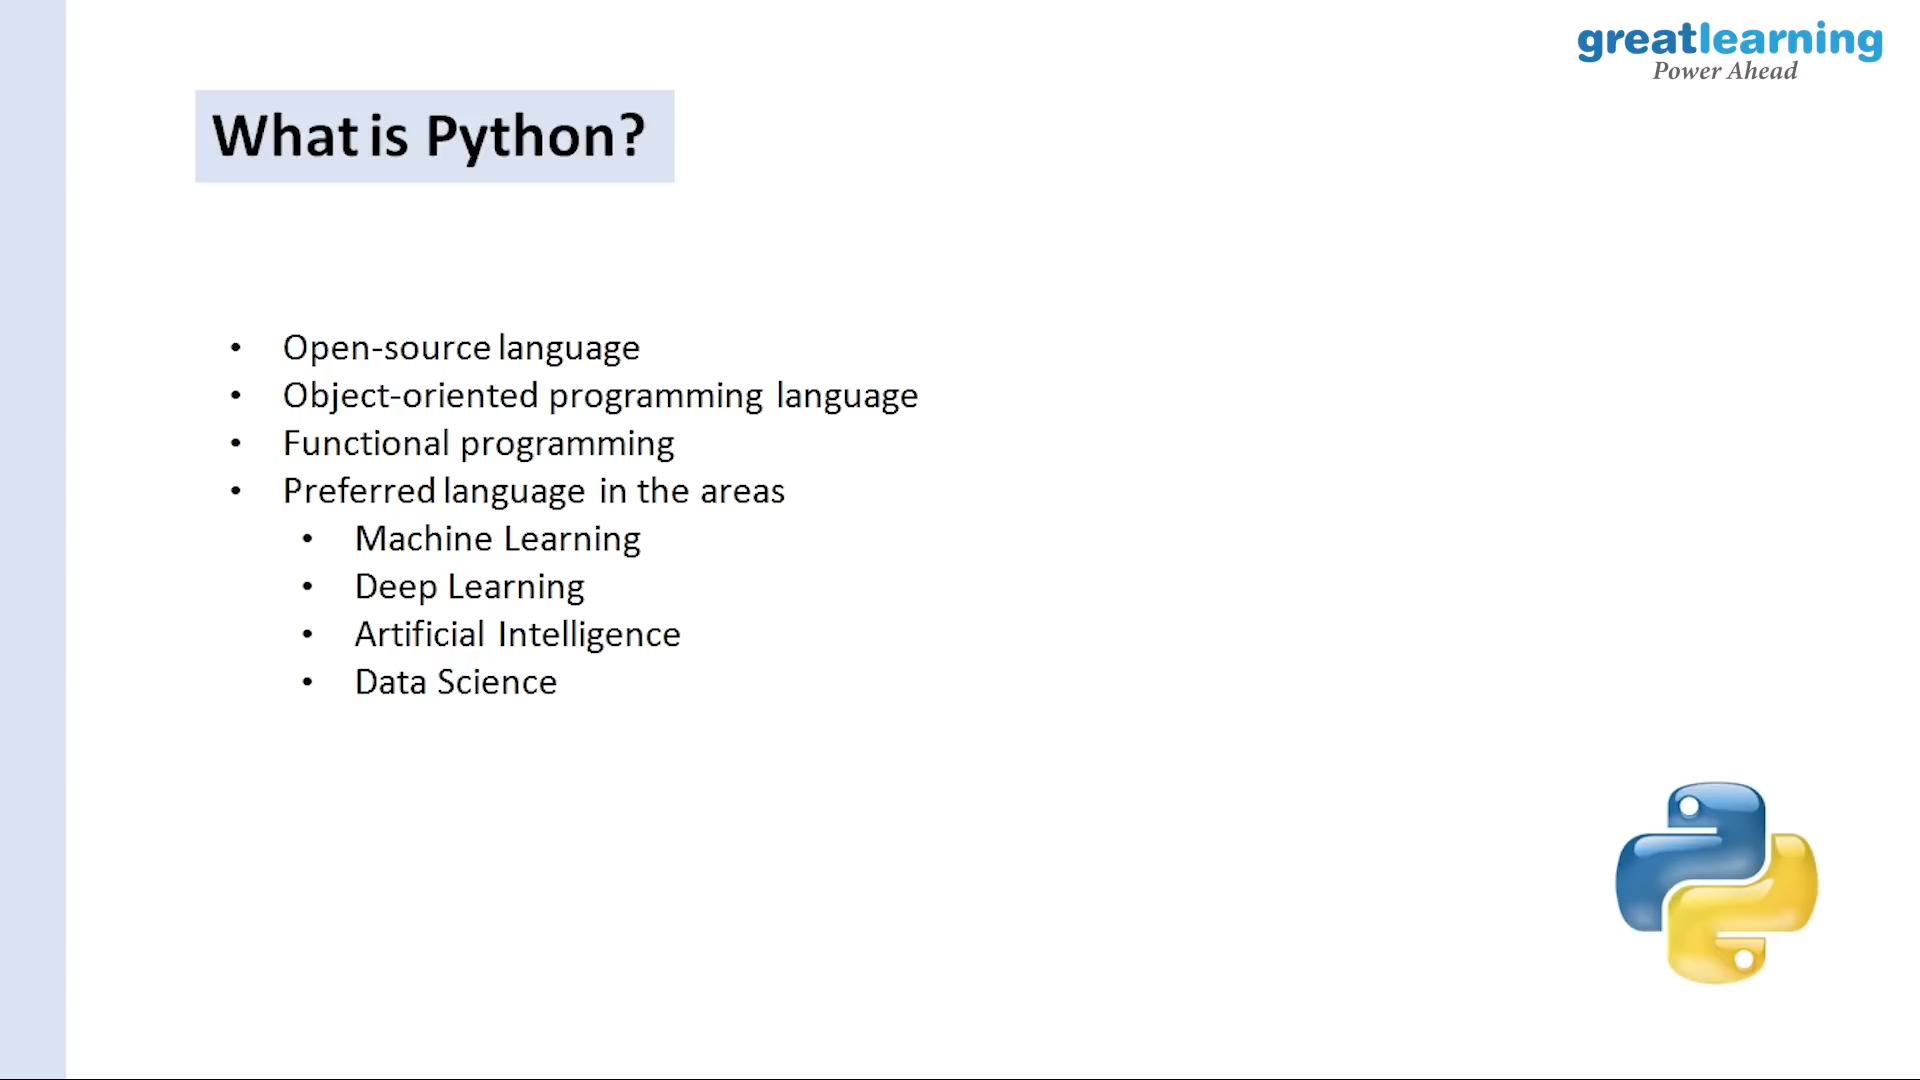 greatlearning
Power Ahead
What is Python?
• Open-source language
• Object-oriented programming language
• Functional programming
• Preferred language in the areas
• Machine Learning
• Deep Learning
• Artificial Intelligence
• Data Science